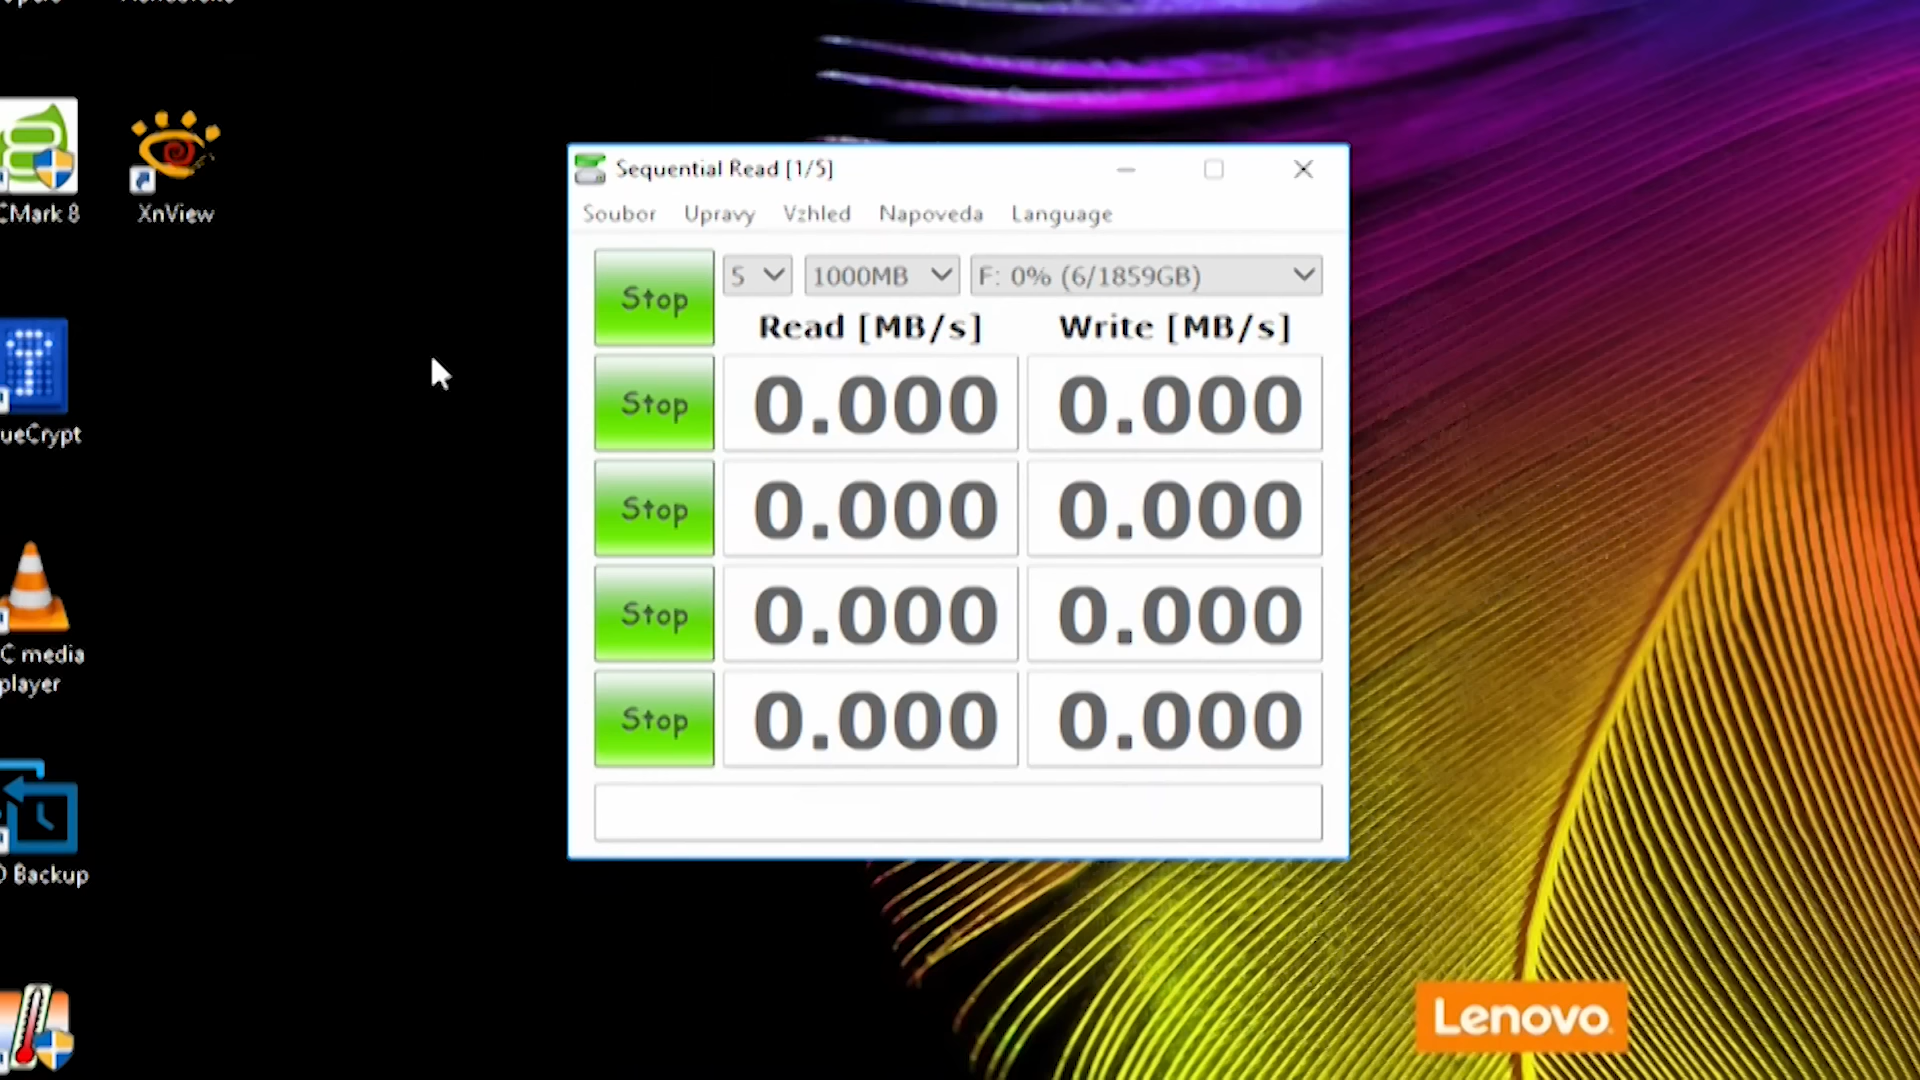 CMark 8
XnView
ueCrypt
C media
player
Backup
Sequential Read [1/5]
Soubor Upravy Vzhled Napoveda Language
Stop 5 1000MB F: 0% (6/1859GB)
Read [MB/s] Write [MB/s]
Stop 0.000 0.000
Stop 0.000 0.000
Stop 0.000 0.000
Stop 0.000 0.000
Lenovo